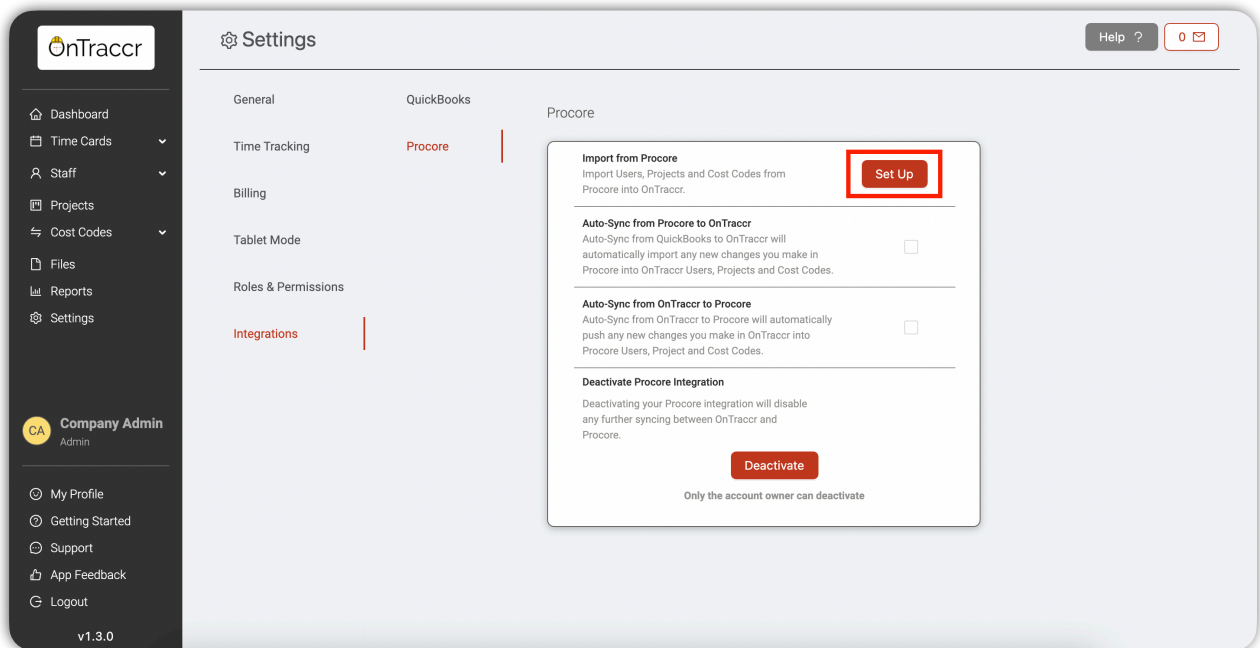 OnTraccr
Settings
Help ?
0
Dashboard
Time Cards
Staff
Projects
Cost Codes
Files
Reports
Settings
CA
Company Admin
Admin
My Profile
Getting Started
Support
App Feedback
Logout
v1.3.0
General
Time Tracking
Billing
Tablet Mode
Roles & Permissions
Integrations
QuickBooks
Procore
Procore
Import from Procore
Import Users, Projects and Cost Codes from
Procore into OnTraccr.
Set Up
Auto-Sync from Procore to OnTraccr
Auto-Sync from QuickBooks to OnTraccr will
automatically import any new changes you make in
Procore into OnTraccr Users, Projects and Cost Codes.
Auto-Sync from OnTraccr to Procore
Auto-Sync from OnTraccr to Procore will automatically
push any new changes you make in OnTraccr into
Procore Users, Project and Cost Codes.
Deactivate Procore Integration
Deactivating your Procore integration will disable
any further syncing between OnTraccr and
Procore.
Deactivate
Only the account owner can deactivate